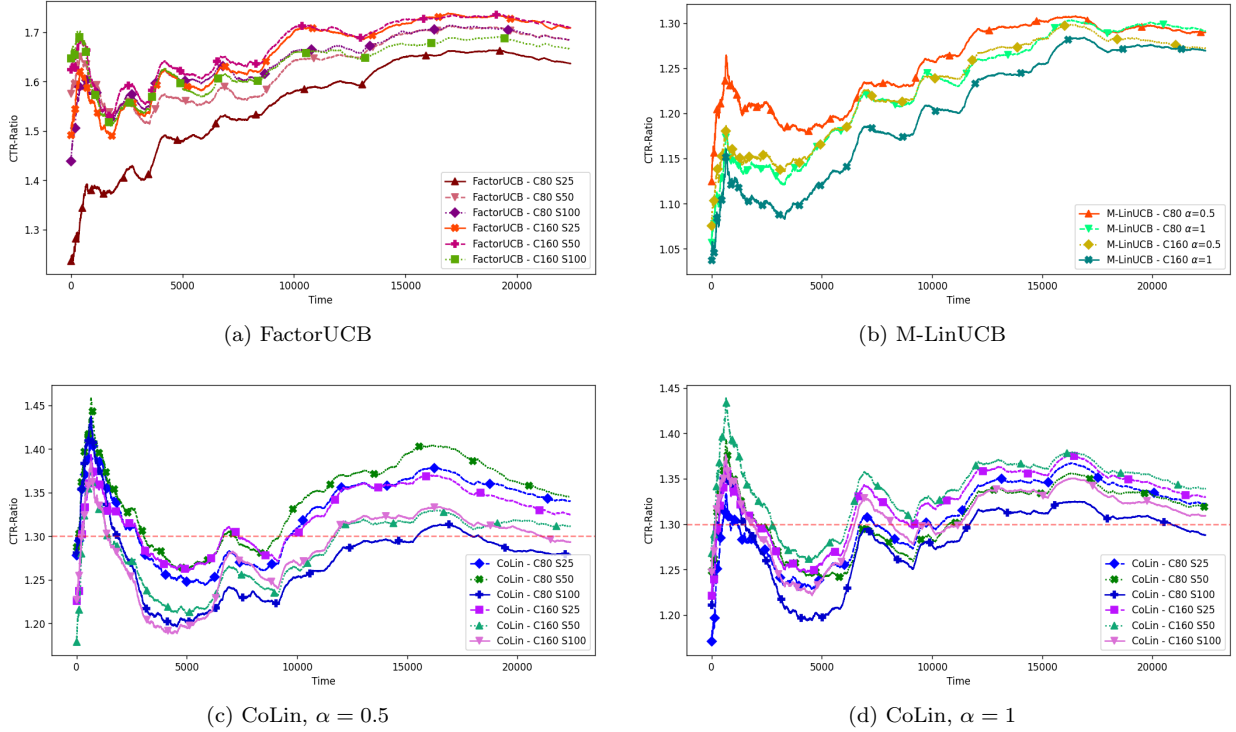 CTR-Ratio
1.7
1.6
1.5
1.4
1.3
0
5000
10000
15000
20000
Time
FactorUCB - C80 S25
FactorUCB - C80 S50
FactorUCB - C80 S100
FactorUCB - C160 S25
FactorUCB - C160 S50
FactorUCB - C160 S100
(a) FactorUCB
CTR-Ratio
1.30
1.25
1.20
1.15
1.10
1.05
0
5000
10000
15000
20000
Time
M-LinUCB - C80 α=0.5
M-LinUCB - C80 α=1
M-LinUCB - C160 α=0.5
M-LinUCB - C160 α=1
(b) M-LinUCB
CTR-Ratio
1.45
1.40
1.35
1.30
1.25
1.20
0
5000
10000
15000
20000
Time
CoLin - C80 S25
CoLin - C80 S50
CoLin - C80 S100
CoLin - C160 S25
CoLin - C160 S50
CoLin - C160 S100
(c) CoLin, α = 0.5
CTR-Ratio
1.45
1.40
1.35
1.30
1.25
1.20
0
5000
10000
15000
20000
Time
CoLin - C80 S25
CoLin - C80 S50
CoLin - C80 S100
CoLin - C160 S25
CoLin - C160 S50
CoLin - C160 S100
(d) CoLin, α = 1